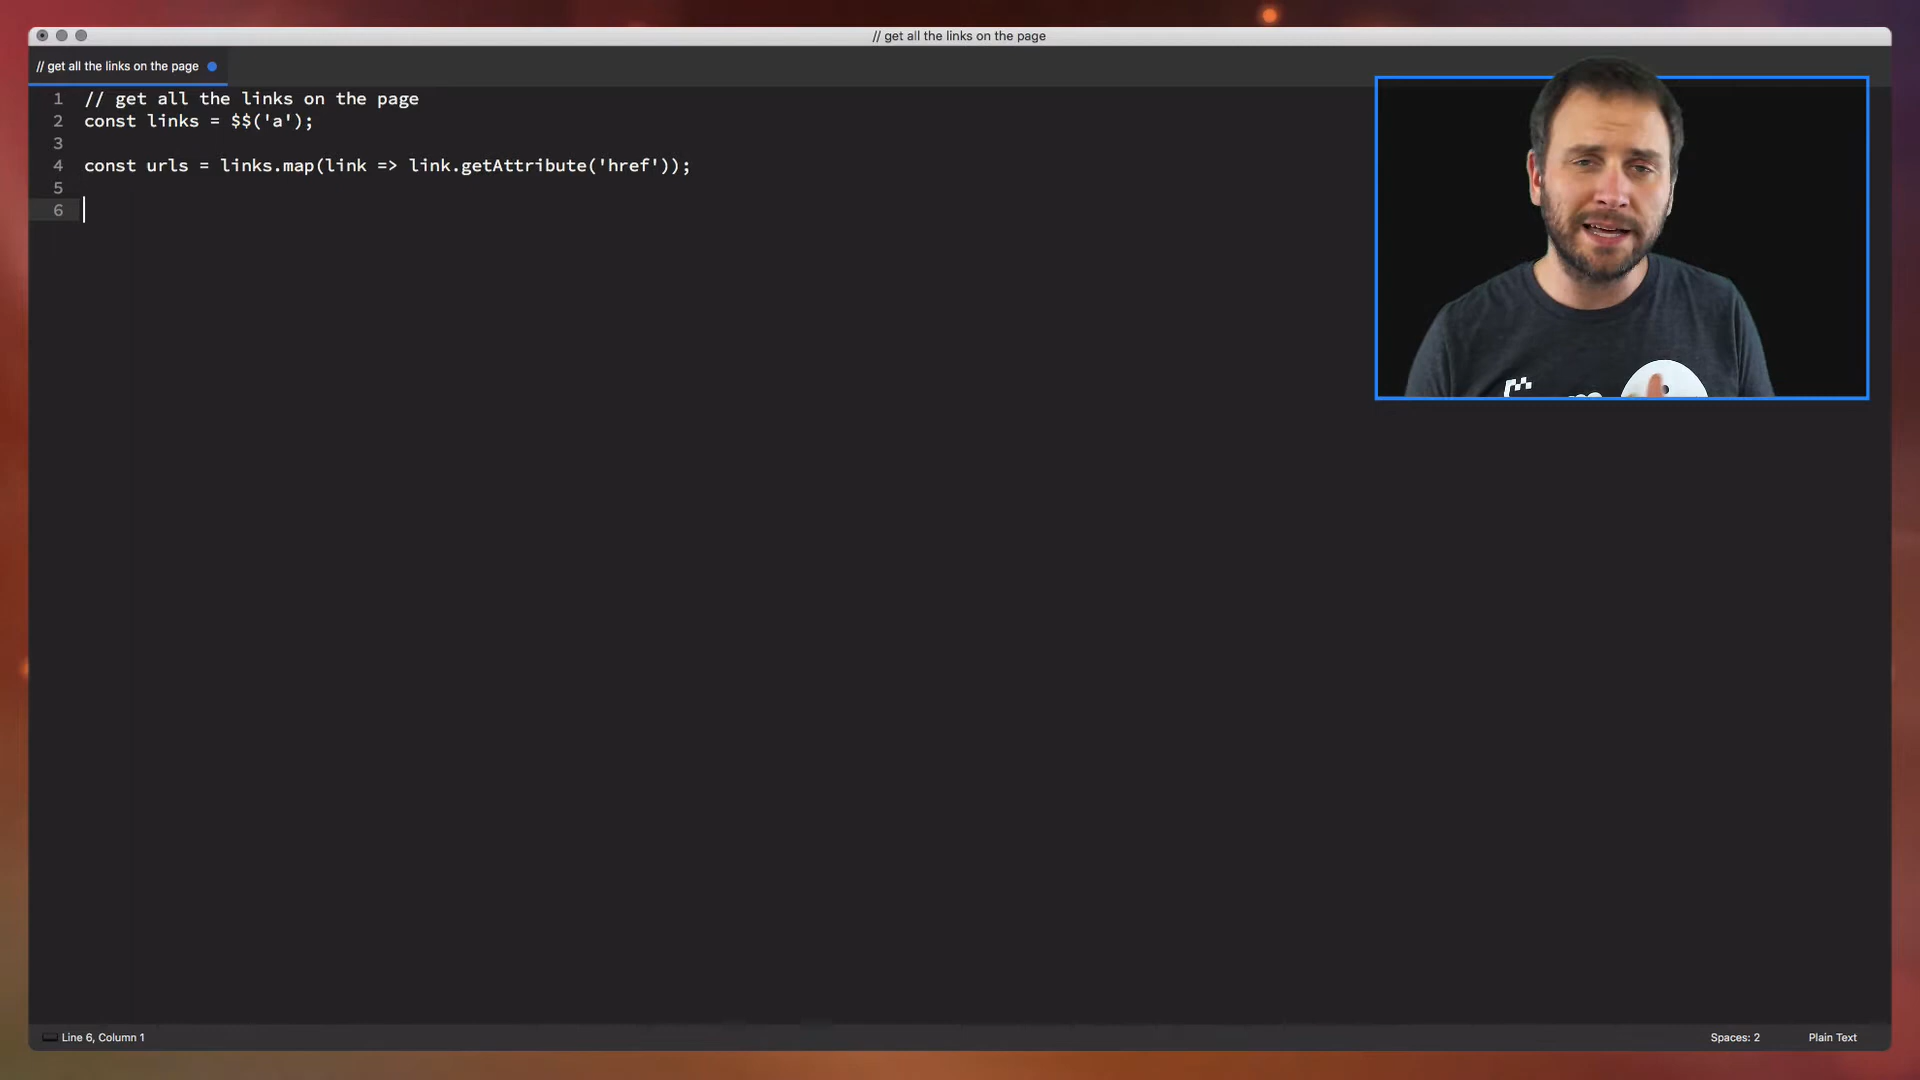 // get all the links on the page
// get all the links on the page
1 // get all the links on the page
2 const links = $$('a');
3
4 const urls = links.map(link => link.getAttribute('href'));
5
6
Line 6, Column 1
Spaces: 2
Plain Text